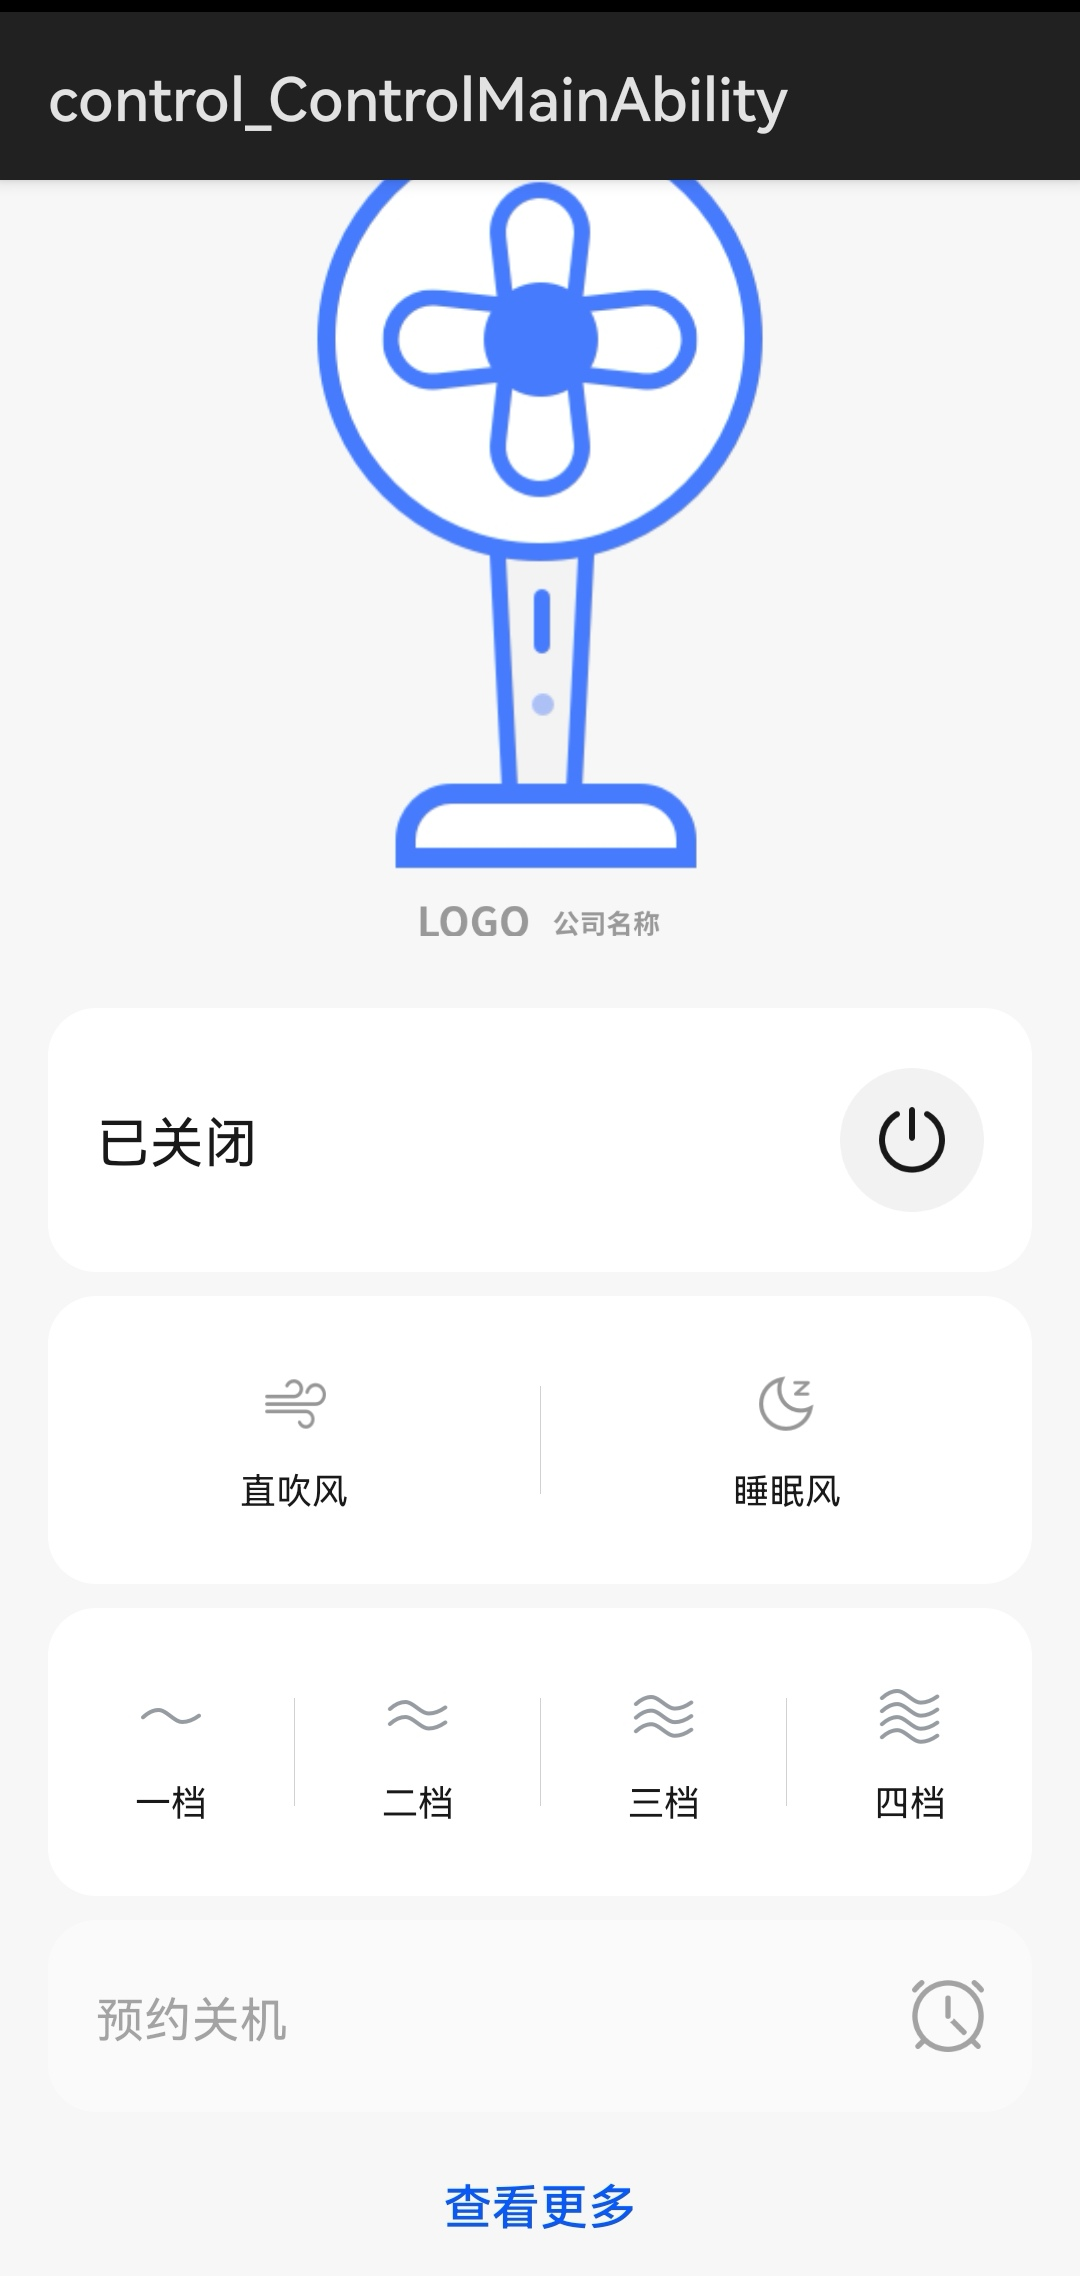 control_ControlMainAbility
LOGO 公司名称
已关闭
直吹风 睡眠风
一档 二档 三档 四档
预约关机
查看更多